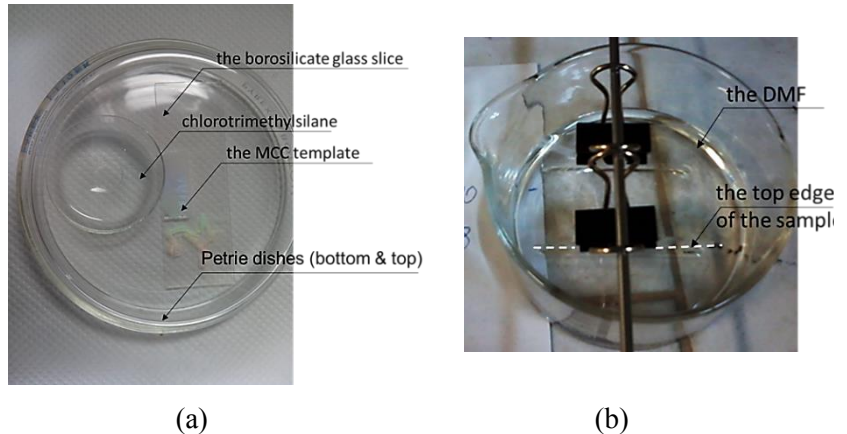 the borosilicate glass slice
chlorotrimethylsilane
the MCC template
Petrie dishes (bottom & top)
(a)
the DMF
the top edge
of the sample
(b)